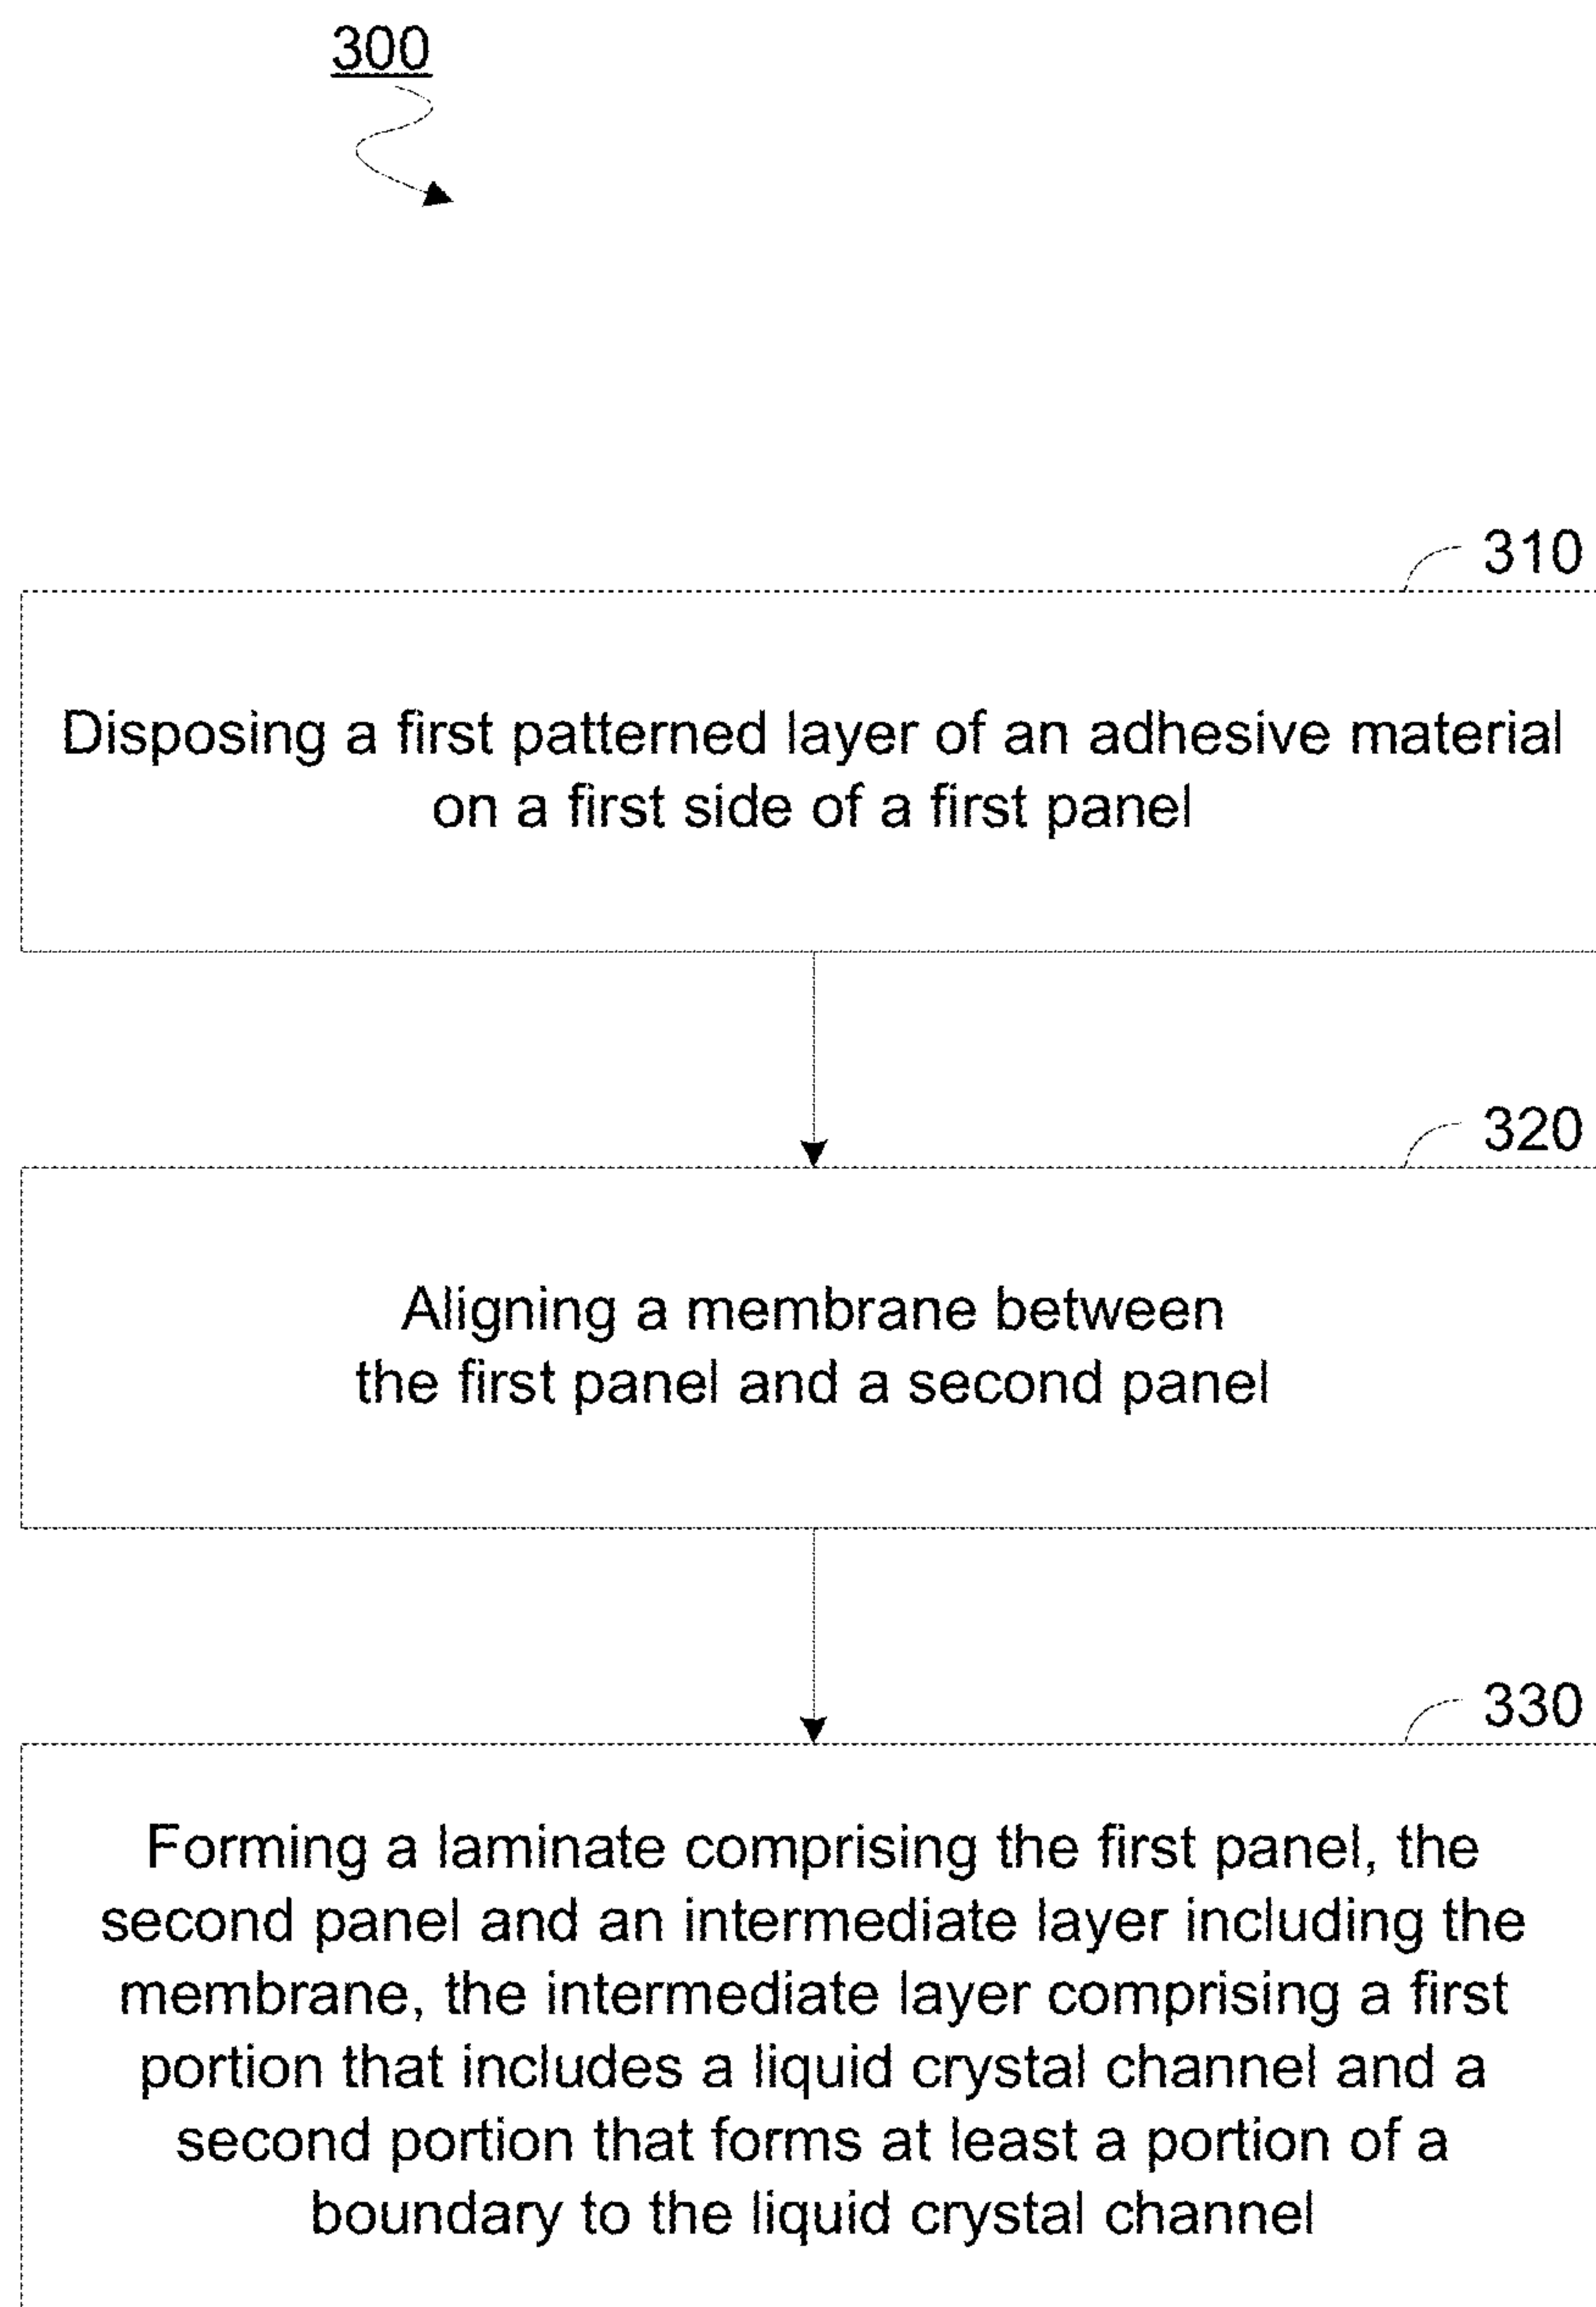 300
310
Disposing a first patterned layer of an adhesive material
on a first side of a first panel
320
Aligning a membrane between
the first panel and a second panel
330
Forming a laminate comprising the first panel, the
second panel and an intermediate layer including the
membrane, the intermediate layer comprising a first
portion that includes a liquid crystal channel and a
second portion that forms at least a portion of a
boundary to the liquid crystal channel